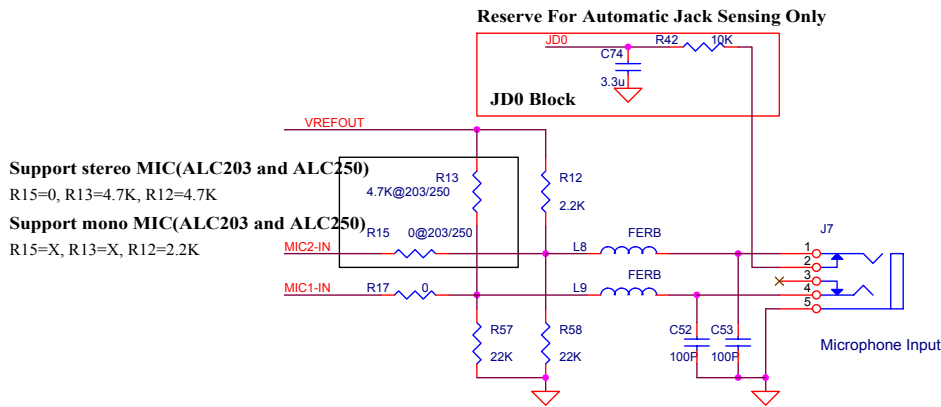 Reserve For Automatic Jack Sensing Only
JD0
R42
10K
C74
3.3u
JD0 Block
VREFOUT
Support stereo MIC(ALC203 and ALC250)
R15=0, R13=4.7K, R12=4.7K
Support mono MIC(ALC203 and ALC250)
R15=X, R13=X, R12=2.2K
R13
4.7K@203/250
R12
2.2K
R15
0@203/250
MIC2-IN
L8
FERB
J7
1
2
3
4
5
MIC1-IN
R17
0
L9
FERB
R57
22K
R58
22K
C52
100P
C53
100P
Microphone Input